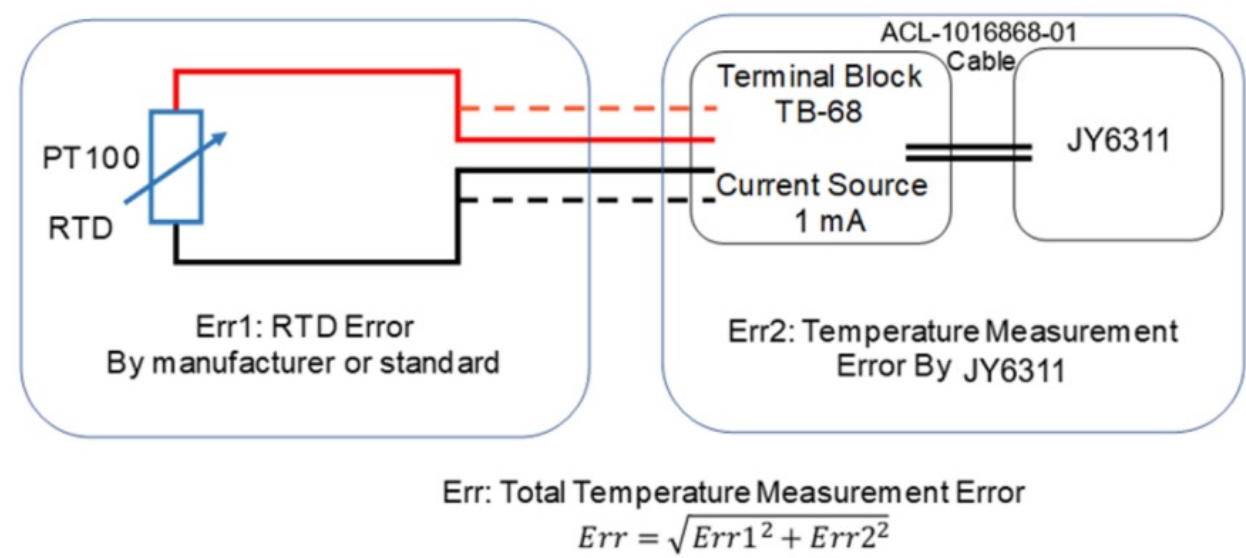 ACL-1016868-01
Cable
Terminal Block
TB-68
JY6311
PT100
RTD
Current Source
1 mA
Err1: RTD Error
By manufacturer or standard
Err2: Temperature Measurement
Error By JY6311
Err: Total Temperature Measurement Error
Err = √Err1² + Err2²